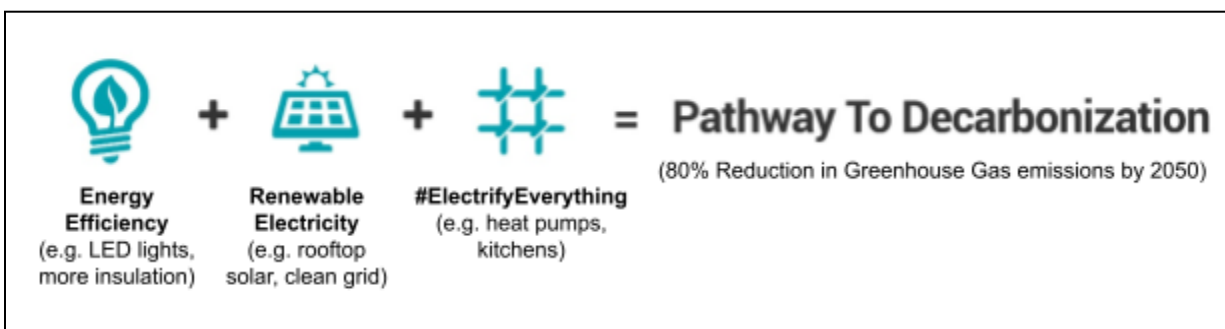 + + = Pathway To Decarbonization
(80% Reduction in Greenhouse Gas emissions by 2050)
Energy
Efficiency
(e.g. LED lights,
more insulation)
Renewable
Electricity
(e.g. rooftop
solar, clean grid)
#ElectrifyEverything
(e.g. heat pumps,
kitchens)